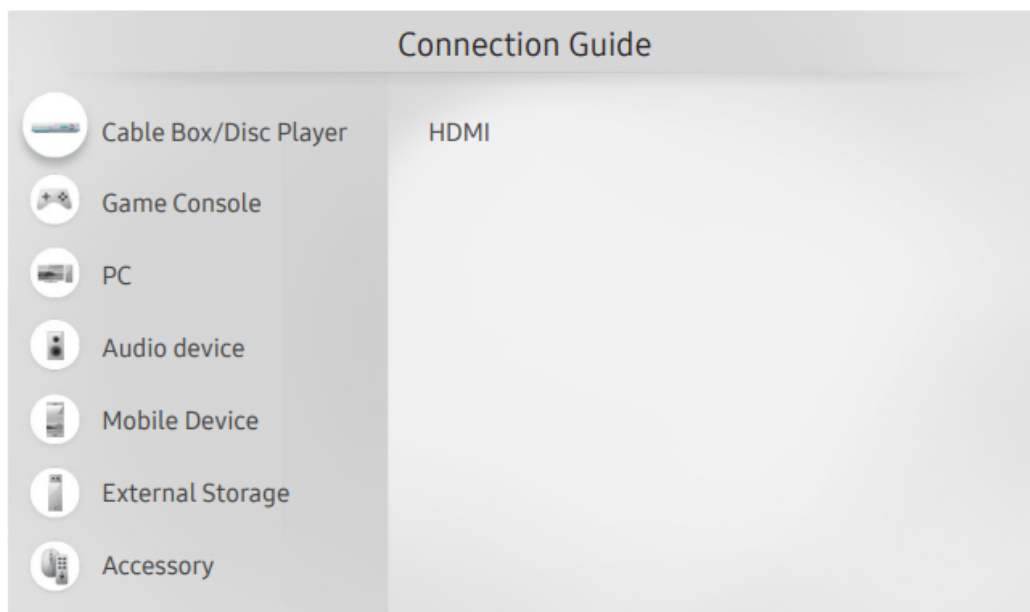 Connection Guide
Cable Box/Disc Player
HDMI
Game Console
PC
Audio device
Mobile Device
External Storage
Accessory